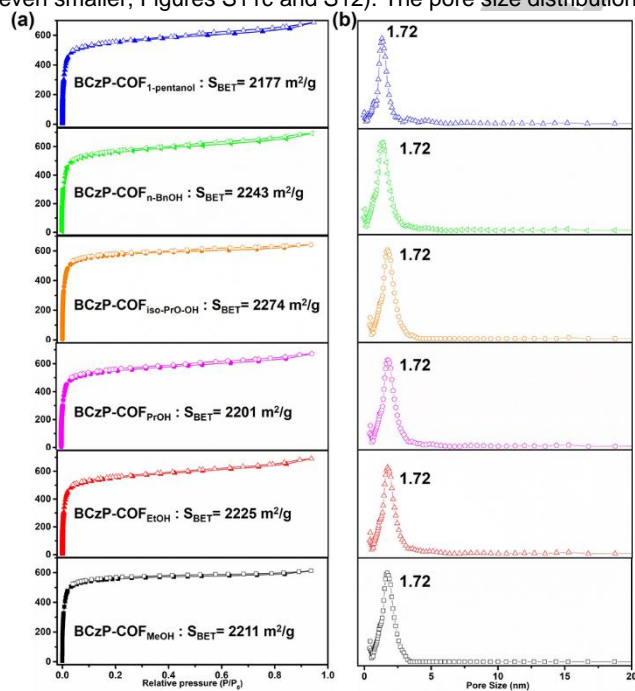 even smaller, Figures S11c and S12). The pore size distribution
(a)
600
400
200
0
BCzP-COF1-pentanol : SBET= 2177 m²/g
600
400
200
0
BCzP-COFn-BnOH : SBET= 2243 m²/g
600
400
200
0
BCzP-COFiso-PrO-OH : SBET= 2274 m²/g
600
400
200
0
BCzP-COFPrOH : SBET= 2201 m²/g
600
400
200
0
BCzP-COFEtOH : SBET= 2225 m²/g
600
400
200
0
BCzP-COFMeOH : SBET= 2211 m²/g
0.0 0.2 0.4 0.6 0.8 1.0
Relative pressure (P/P0)
(b)
1.72
1.72
1.72
1.72
1.72
1.72
0 5 10 15 20
Pore Size (nm)